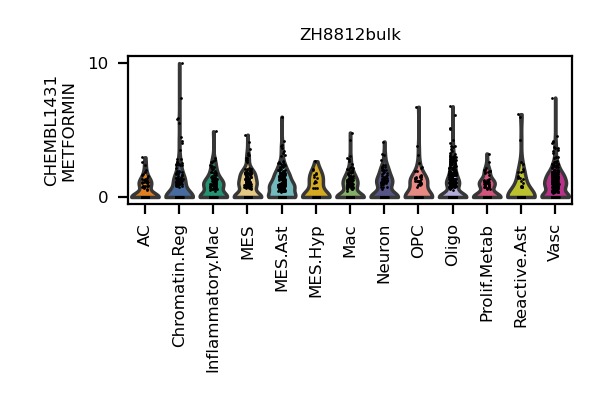 ZH8812bulk
CHEMBL1431
METFORMIN
10
0
AC
Chromatin.Reg
Inflammatory.Mac
MES
MES.Ast
MES.Hyp
Mac
Neuron
OPC
Oligo
Prolif.Metab
Reactive.Ast
Vasc